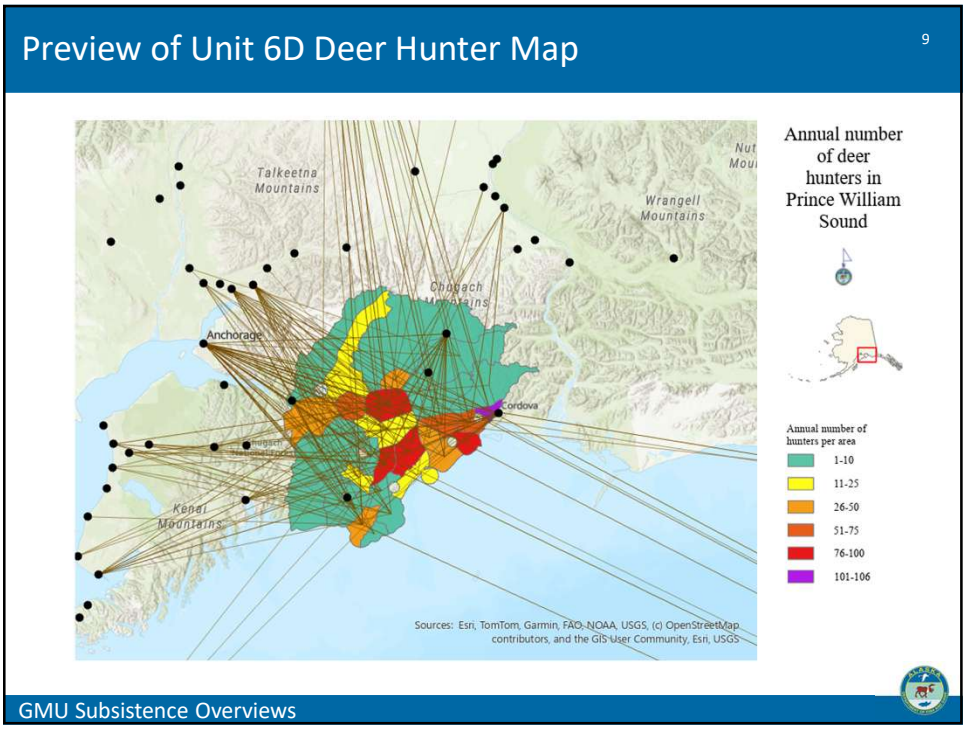 Preview of Unit 6D Deer Hunter Map
9
Talkeetna
Mountains
Wrangell
Mountains
Chugach
Mountains
Anchorage
Cordova
Kenai
Mountains
Sources: Esri, TomTom, Garmin, FAO, NOAA, USGS, (c) OpenStreetMap
contributors, and the GIS User Community, Esri, USGS
Annual number
of deer
hunters in
Prince William
Sound
Annual number of
hunters per area
1-10
11-25
26-50
51-75
76-100
101-106
GMU Subsistence Overviews
ALASKA